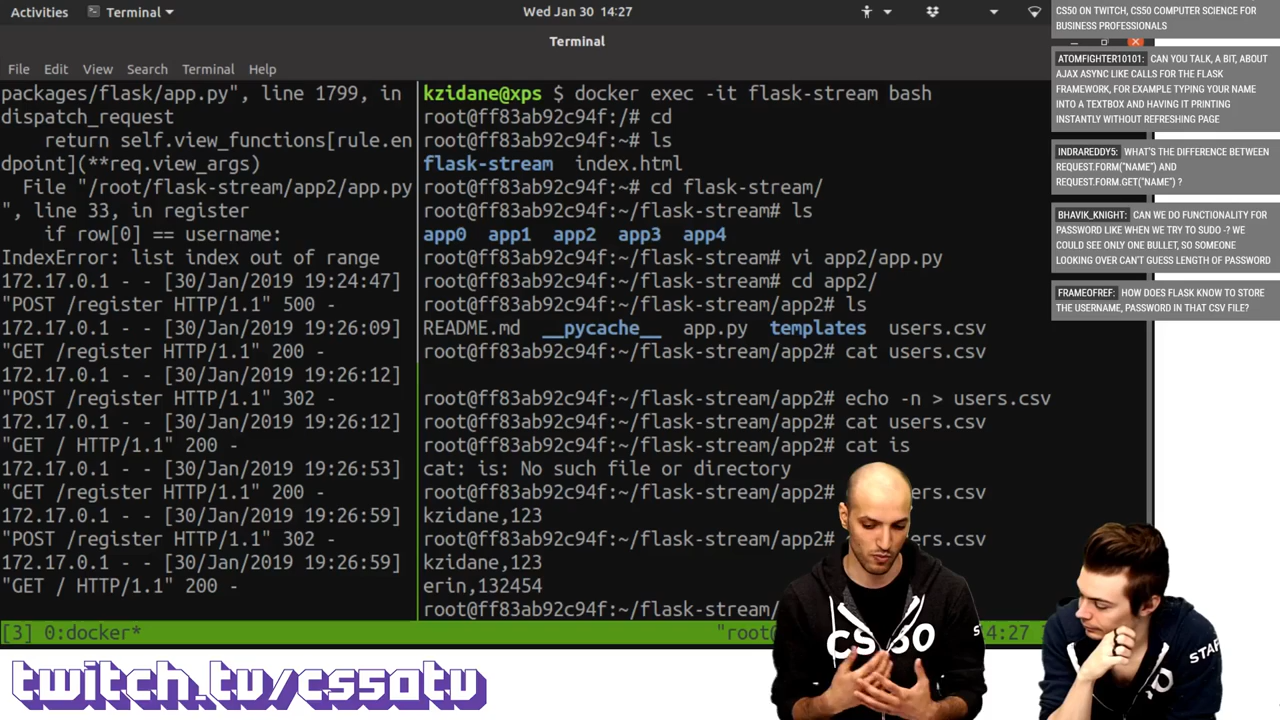 Activities
Terminal
Wed Jan 30 14:27
Terminal
File Edit View Search Terminal Help
packages/flask/app.py", line 1799, in
dispatch_request
return self.view_functions[rule.en
dpoint](**req.view_args)
File "/root/flask-stream/app2/app.py
", line 33, in register
if row[0] == username:
IndexError: list index out of range
172.17.0.1 - - [30/Jan/2019 19:24:47]
"POST /register HTTP/1.1" 500 -
172.17.0.1 - - [30/Jan/2019 19:26:09]
"GET /register HTTP/1.1" 200 -
172.17.0.1 - - [30/Jan/2019 19:26:12]
"POST /register HTTP/1.1" 302 -
172.17.0.1 - - [30/Jan/2019 19:26:12]
"GET / HTTP/1.1" 200 -
172.17.0.1 - - [30/Jan/2019 19:26:53]
"GET /register HTTP/1.1" 200 -
172.17.0.1 - - [30/Jan/2019 19:26:59]
"POST /register HTTP/1.1" 302 -
172.17.0.1 - - [30/Jan/2019 19:26:59]
"GET / HTTP/1.1" 200 -
kzidane@xps $ docker exec -it flask-stream bash
root@ff83ab92c94f:/# cd
root@ff83ab92c94f:~# ls
flask-stream index.html
root@ff83ab92c94f:~# cd flask-stream/
root@ff83ab92c94f:~/flask-stream# ls
app0 app1 app2 app3 app4
root@ff83ab92c94f:~/flask-stream# vi app2/app.py
root@ff83ab92c94f:~/flask-stream# cd app2/
root@ff83ab92c94f:~/flask-stream/app2# ls
README.md __pycache__ app.py templates users.csv
root@ff83ab92c94f:~/flask-stream/app2# cat users.csv
root@ff83ab92c94f:~/flask-stream/app2# echo -n > users.csv
root@ff83ab92c94f:~/flask-stream/app2# cat users.csv
root@ff83ab92c94f:~/flask-stream/app2# cat is
cat: is: No such file or directory
root@ff83ab92c94f:~/flask-stream/app2# users.csv
kzidane,123
root@ff83ab92c94f:~/flask-stream/app2# users.csv
kzidane,123
erin,132454
root@ff83ab92c94f:~/flask-stream/
[3] 0:docker*
"root@
4:27
CS50 ON TWITCH, CS50 COMPUTER SCIENCE FOR
BUSINESS PROFESSIONALS
ATOMFIGHTER10101: CAN YOU TALK, A BIT, ABOUT
AJAX ASYNC LIKE CALLS FOR THE FLASK
FRAMEWORK, FOR EXAMPLE TYPING YOUR NAME
INTO A TEXTBOX AND HAVING IT PRINTING
INSTANTLY WITHOUT REFRESHING PAGE
INDRAREDDY5: WHAT'S THE DIFFERENCE BETWEEN
REQUEST.FORM("NAME") AND
REQUEST.FORM.GET("NAME") ?
BHAVIK_KNIGHT: CAN WE DO FUNCTIONALITY FOR
PASSWORD LIKE WHEN WE TRY TO SUDO -? WE
COULD SEE ONLY ONE BULLET, SO SOMEONE
LOOKING OVER CAN'T GUESS LENGTH OF PASSWORD
FRAMEOFREF: HOW DOES FLASK KNOW TO STORE
THE USERNAME, PASSWORD IN THAT CSV FILE?
CS50
STAFF
twitch.tv/cs50tv